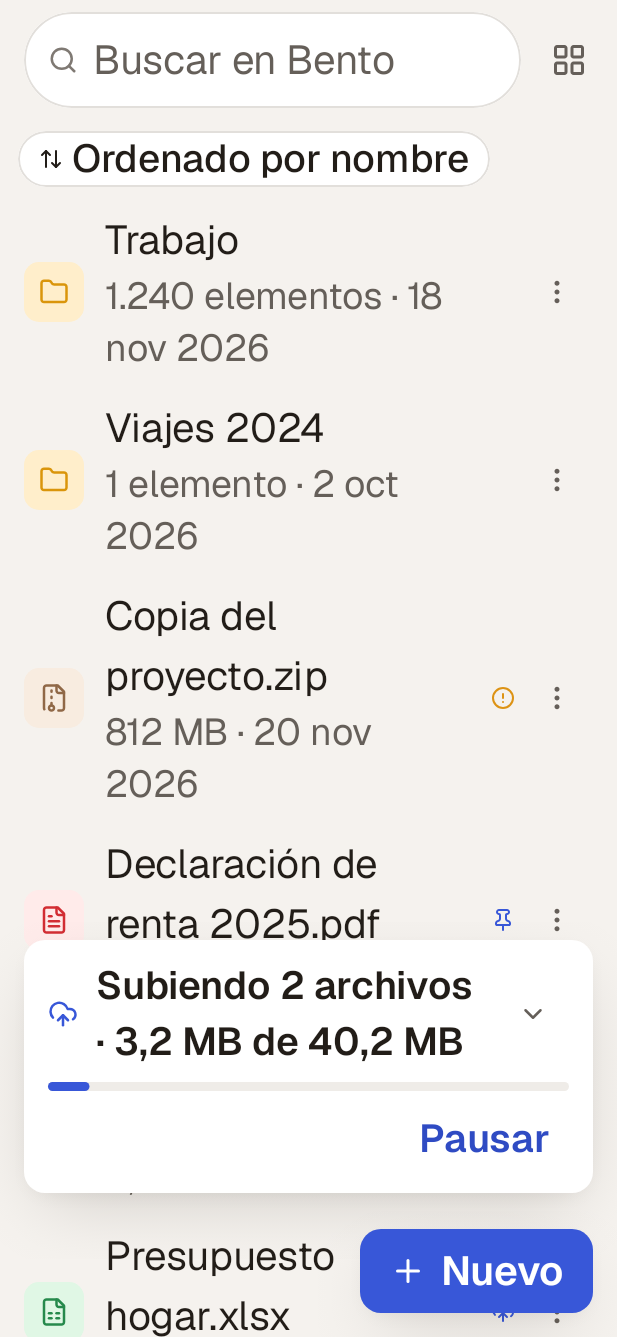 Buscar en Bento
Ordenado por nombre
Trabajo
1.240 elementos · 18
nov 2026
Viajes 2024
1 elemento · 2 oct
2026
Copia del
proyecto.zip
812 MB · 20 nov
2026
Declaración de
renta 2025.pdf
Subiendo 2 archivos
· 3,2 MB de 40,2 MB
Pausar
Presupuesto
hogar.xlsx
Nuevo